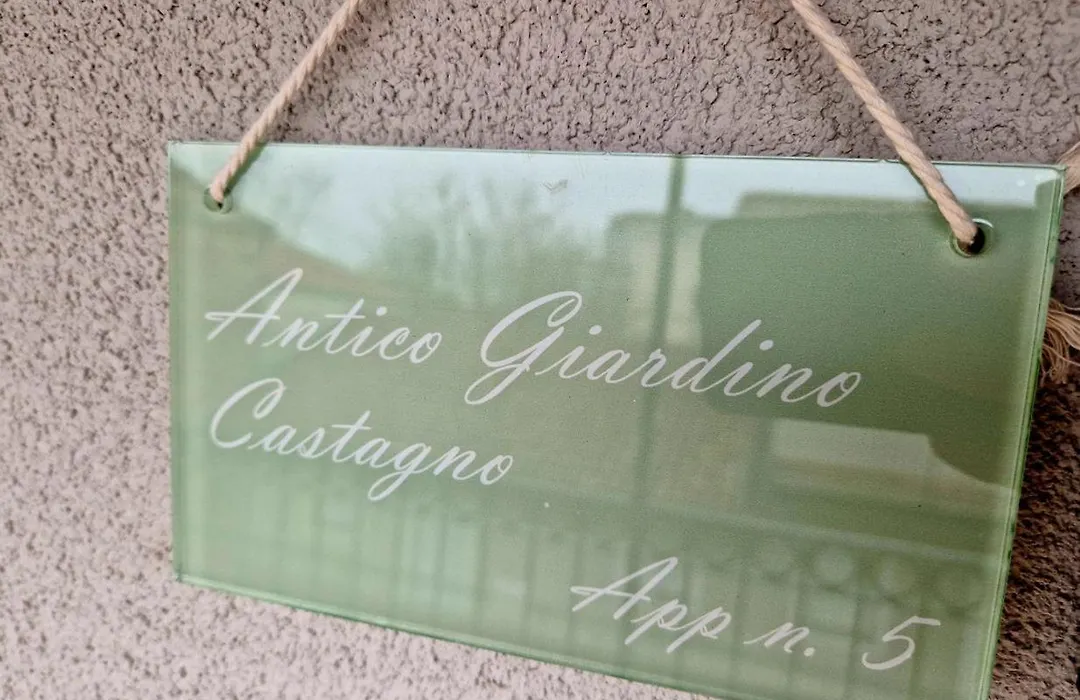 Antico Giardino
Castagno
App n. 5